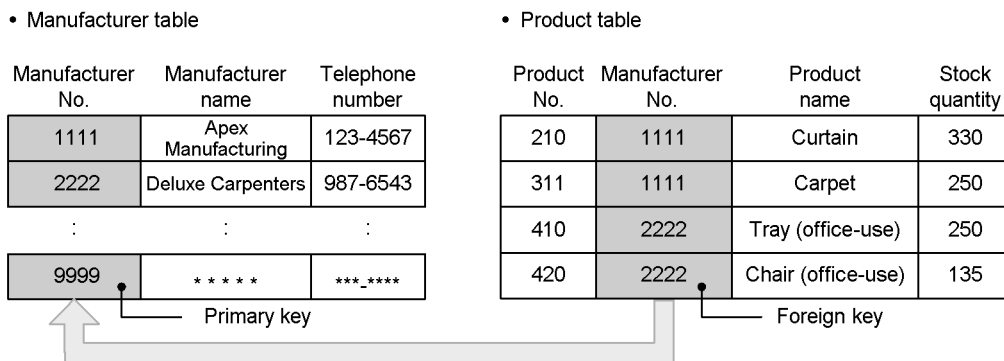 • Manufacturer table
Manufacturer No. Manufacturer name Telephone number
1111 Apex Manufacturing 123-4567
2222 Deluxe Carpenters 987-6543
: : :
9999 * * * * * ***-****
Primary key
• Product table
Product No. Manufacturer No. Product name Stock quantity
210 1111 Curtain 330
311 1111 Carpet 250
410 2222 Tray (office-use) 250
420 2222 Chair (office-use) 135
Foreign key